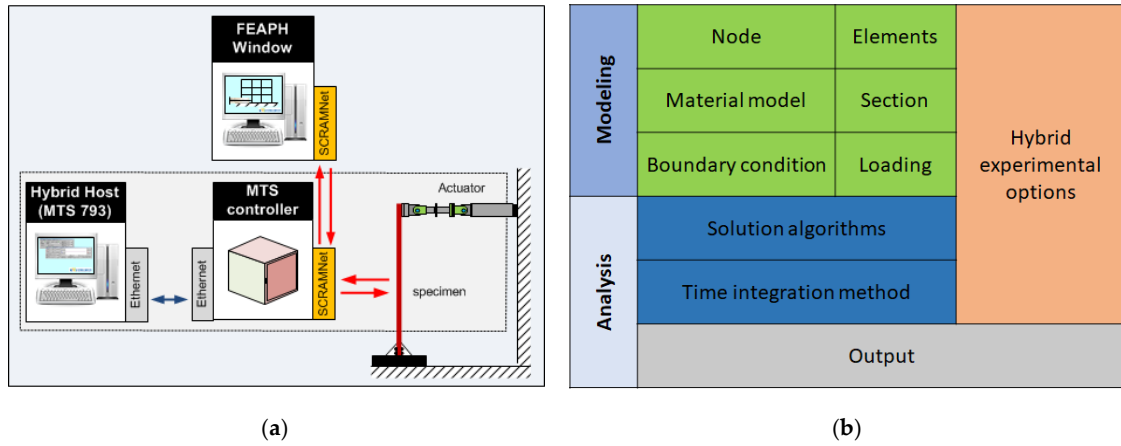 FEAPH
Window
SCRAMNet
Hybrid Host
(MTS 793)
Ethernet
Ethernet
MTS
controller
SCRAMNet
Actuator
specimen
(a)
Modeling
Node
Elements
Material model
Section
Boundary condition
Loading
Hybrid
experimental
options
Analysis
Solution algorithms
Time integration method
Output
(b)